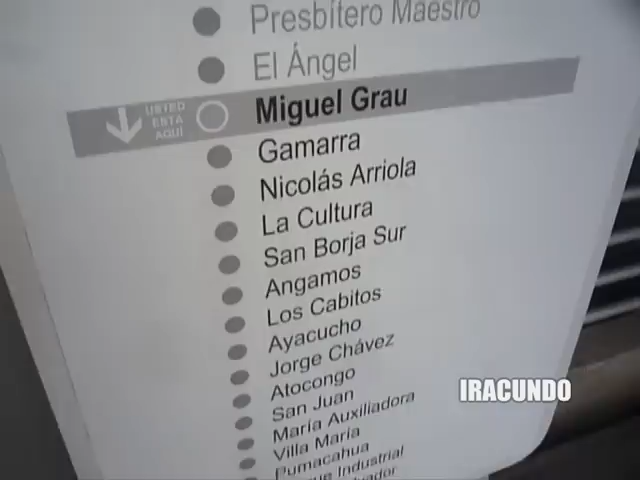 Presbítero Maestro
El Ángel
USTED
ESTA
AQUÍ
Miguel Grau
Gamarra
Nicolás Arriola
La Cultura
San Borja Sur
Angamos
Los Cabitos
Ayacucho
Jorge Chávez
Atocongo
San Juan
María Auxiliadora
Villa María
Pumacahua
Industrial
IRACUNDO